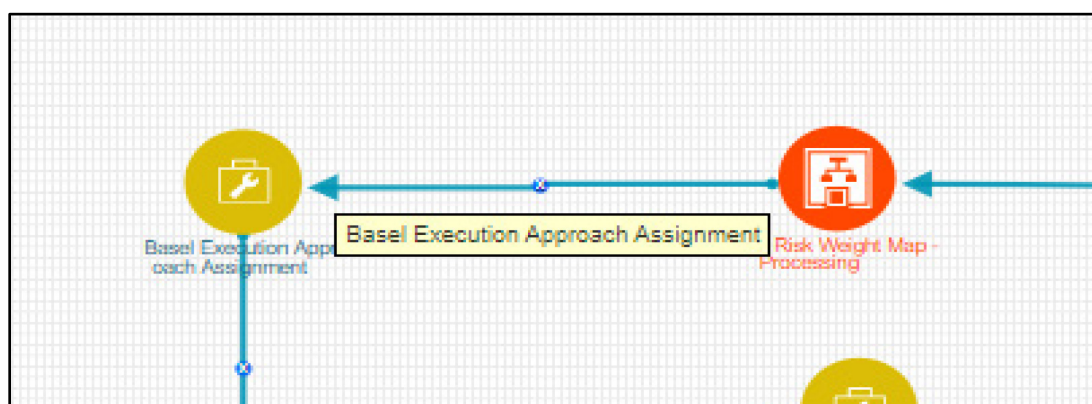 Basel Execution Approach Assignment
Basel Execution App
oach Assignment
Risk Weight Map -
Processing